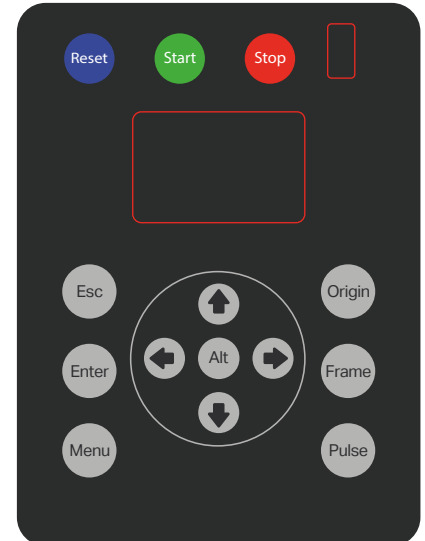 Reset Start Stop
Esc Origin
Enter Alt Frame
Menu Pulse